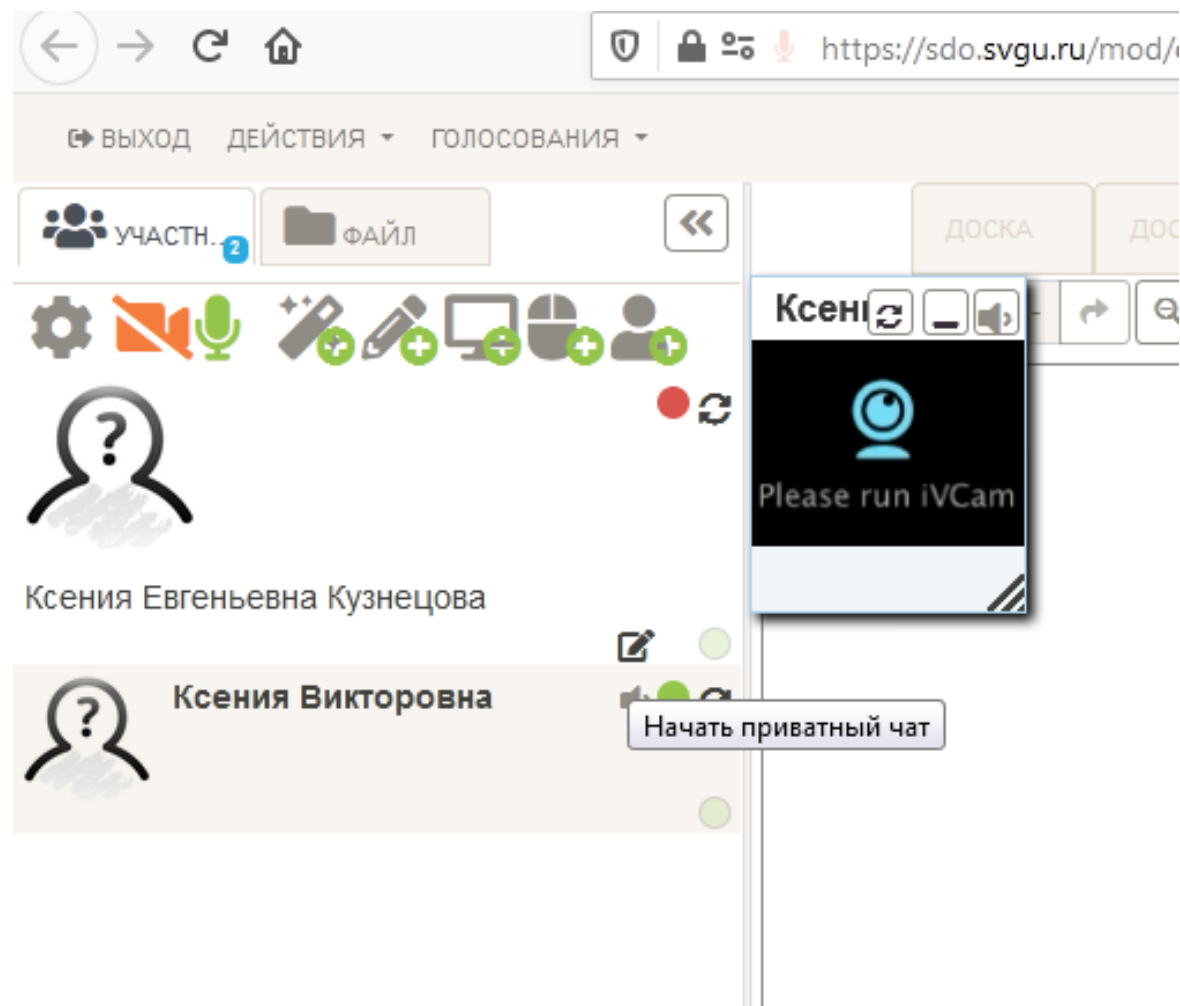 https://sdo.svgu.ru/mod/
ВЫХОД ДЕЙСТВИЯ ГОЛОСОВАНИЯ
УЧАСТН... 2 ФАЙЛ
ДОСКА ДОС
Ксен
Please run iVCam
Ксения Евгеньевна Кузнецова
Ксения Викторовна
Начать приватный чат